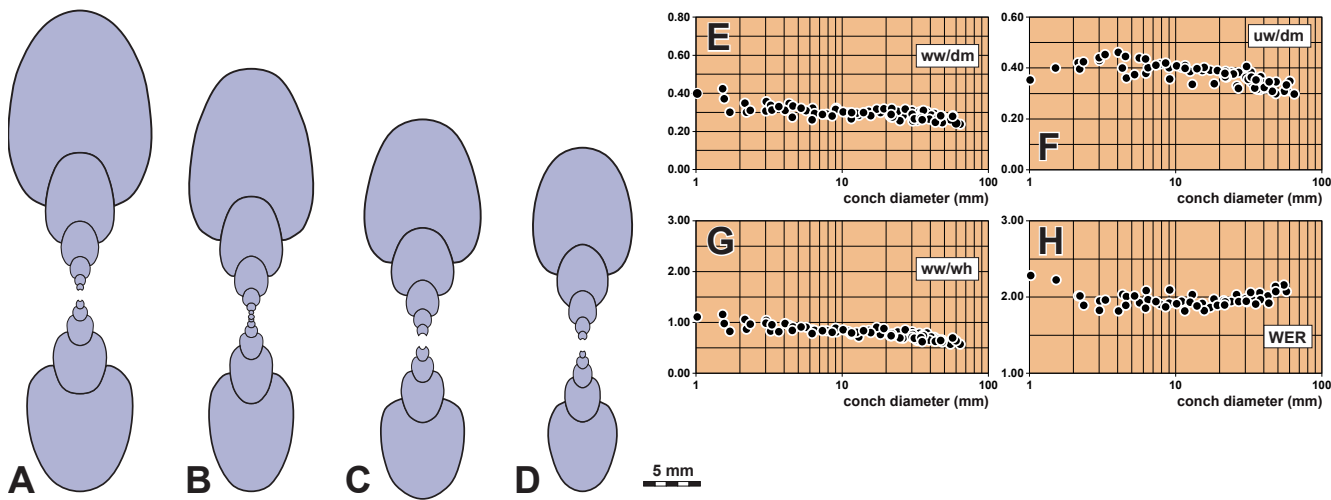 A
B
C
D
5 mm
E
ww/dm
0.80
0.60
0.40
0.20
0.00
1
10
100
conch diameter (mm)
F
uw/dm
0.60
0.40
0.20
0.00
1
10
100
conch diameter (mm)
G
ww/wh
3.00
2.00
1.00
0.00
1
10
100
conch diameter (mm)
H
WER
3.00
2.00
1.00
1
10
100
conch diameter (mm)